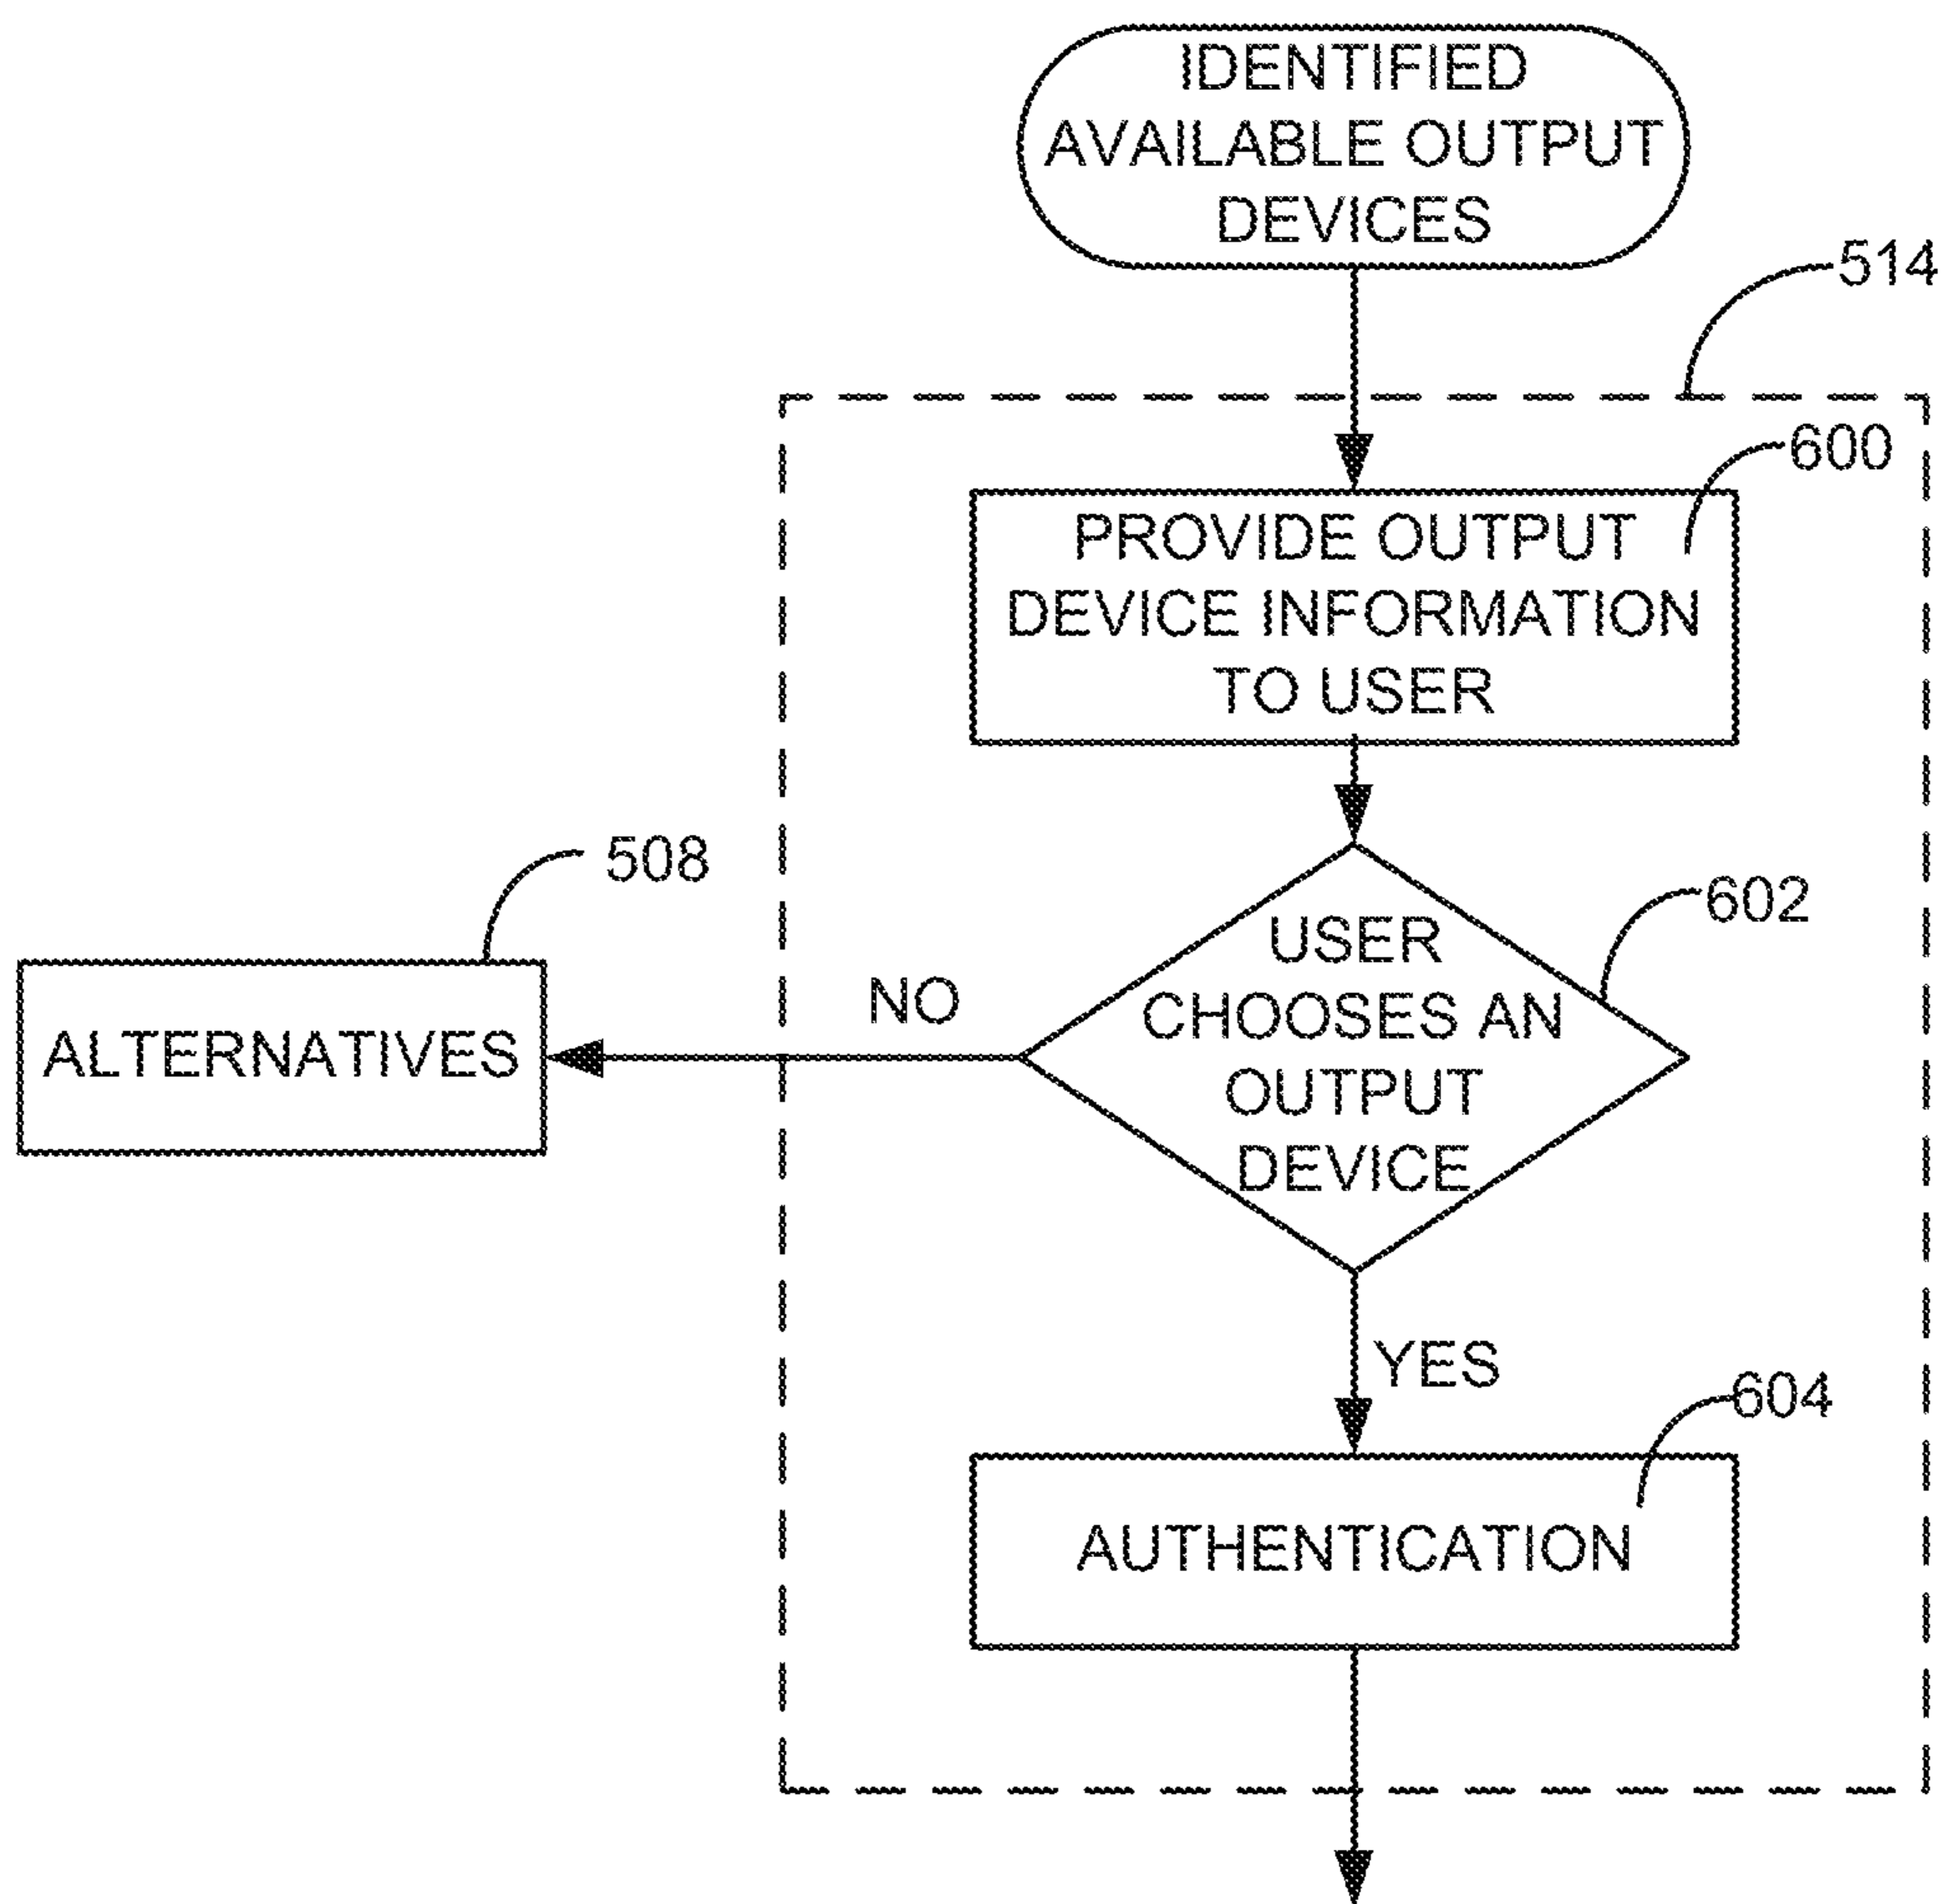 IDENTIFIED
AVAILABLE OUTPUT
DEVICES
514
600
PROVIDE OUTPUT
DEVICE INFORMATION
TO USER
508
602
USER
CHOOSES AN
OUTPUT
DEVICE
NO
ALTERNATIVES
YES
604
AUTHENTICATION